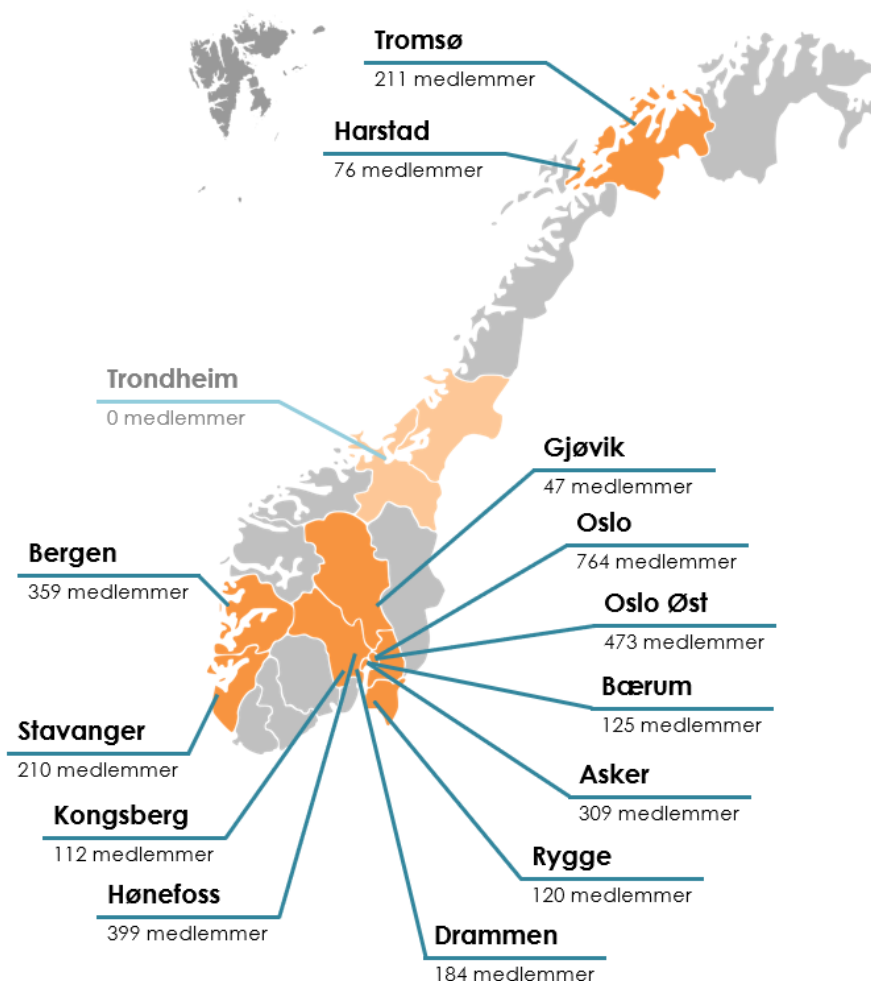 Tromsø
211 medlemmer
Harstad
76 medlemmer
Trondheim
0 medlemmer
Gjøvik
47 medlemmer
Oslo
764 medlemmer
Bergen
359 medlemmer
Oslo Øst
473 medlemmer
Bærum
125 medlemmer
Stavanger
210 medlemmer
Asker
309 medlemmer
Kongsberg
112 medlemmer
Rygge
120 medlemmer
Hønefoss
399 medlemmer
Drammen
184 medlemmer